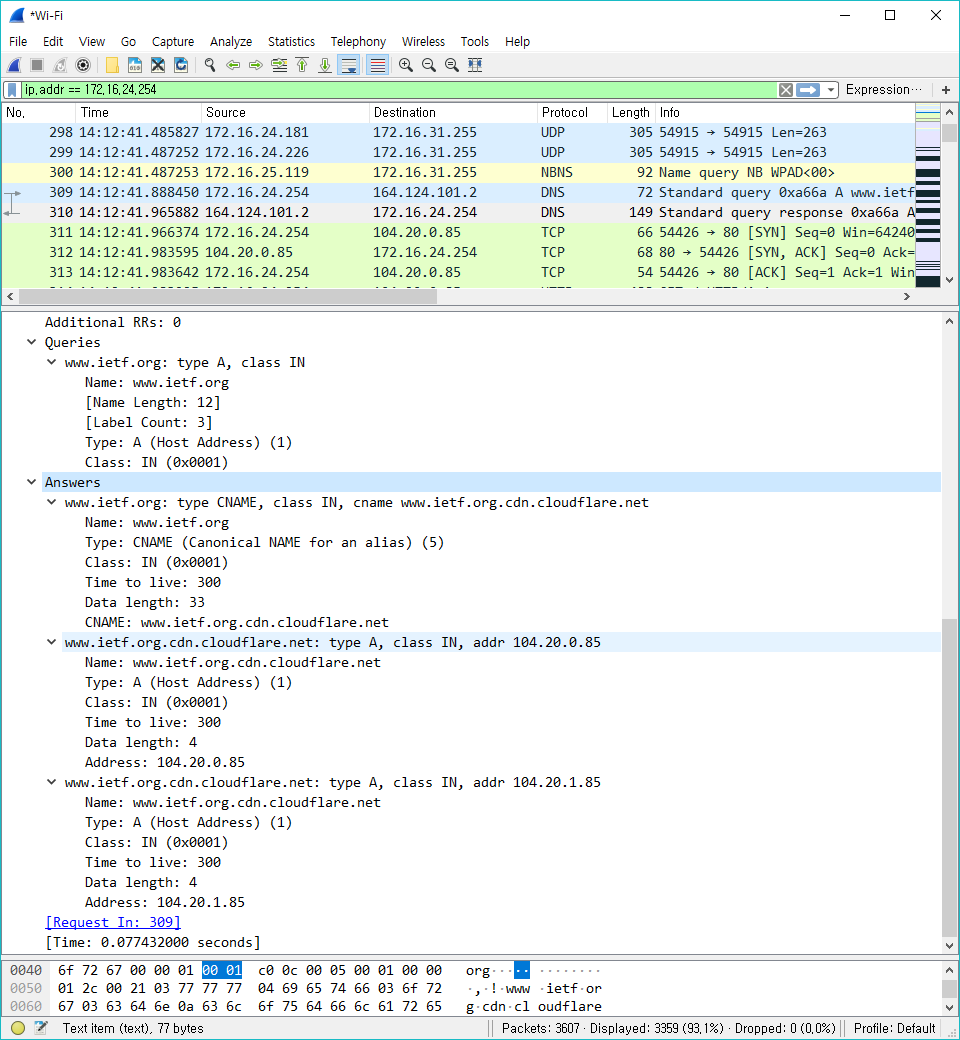 *Wi-Fi
File Edit View Go Capture Analyze Statistics Telephony Wireless Tools Help
ip.addr == 172.16.24.254 Expression… +
No. Time Source Destination Protocol Length Info
298 14:12:41.485827 172.16.24.181 172.16.31.255 UDP 305 54915 → 54915 Len=263
299 14:12:41.487252 172.16.24.226 172.16.31.255 UDP 305 54915 → 54915 Len=263
300 14:12:41.487253 172.16.25.119 172.16.31.255 NBNS 92 Name query NB WPAD<00>
309 14:12:41.888450 172.16.24.254 164.124.101.2 DNS 72 Standard query 0xa66a A www.ietf
310 14:12:41.965882 164.124.101.2 172.16.24.254 DNS 149 Standard query response 0xa66a A
311 14:12:41.966374 172.16.24.254 104.20.0.85 TCP 66 54426 → 80 [SYN] Seq=0 Win=64240
312 14:12:41.983595 104.20.0.85 172.16.24.254 TCP 68 80 → 54426 [SYN, ACK] Seq=0 Ack=
313 14:12:41.983642 172.16.24.254 104.20.0.85 TCP 54 54426 → 80 [ACK] Seq=1 Ack=1 Win
Additional RRs: 0
Queries
www.ietf.org: type A, class IN
Name: www.ietf.org
[Name Length: 12]
[Label Count: 3]
Type: A (Host Address) (1)
Class: IN (0x0001)
Answers
www.ietf.org: type CNAME, class IN, cname www.ietf.org.cdn.cloudflare.net
Name: www.ietf.org
Type: CNAME (Canonical NAME for an alias) (5)
Class: IN (0x0001)
Time to live: 300
Data length: 33
CNAME: www.ietf.org.cdn.cloudflare.net
www.ietf.org.cdn.cloudflare.net: type A, class IN, addr 104.20.0.85
Name: www.ietf.org.cdn.cloudflare.net
Type: A (Host Address) (1)
Class: IN (0x0001)
Time to live: 300
Data length: 4
Address: 104.20.0.85
www.ietf.org.cdn.cloudflare.net: type A, class IN, addr 104.20.1.85
Name: www.ietf.org.cdn.cloudflare.net
Type: A (Host Address) (1)
Class: IN (0x0001)
Time to live: 300
Data length: 4
Address: 104.20.1.85
[Request In: 309]
[Time: 0.077432000 seconds]
0040 6f 72 67 00 00 01 00 01 c0 0c 00 05 00 01 00 00 org····· ········
0050 01 2c 00 21 03 77 77 77 04 69 65 74 66 03 6f 72 ·,·!·www ·ietf·or
0060 67 03 63 64 6e 0a 63 6c 6f 75 64 66 6c 61 72 65 g·cdn·cl oudflare
Text item (text), 77 bytes Packets: 3607 · Displayed: 3359 (93.1%) · Dropped: 0 (0.0%) Profile: Default